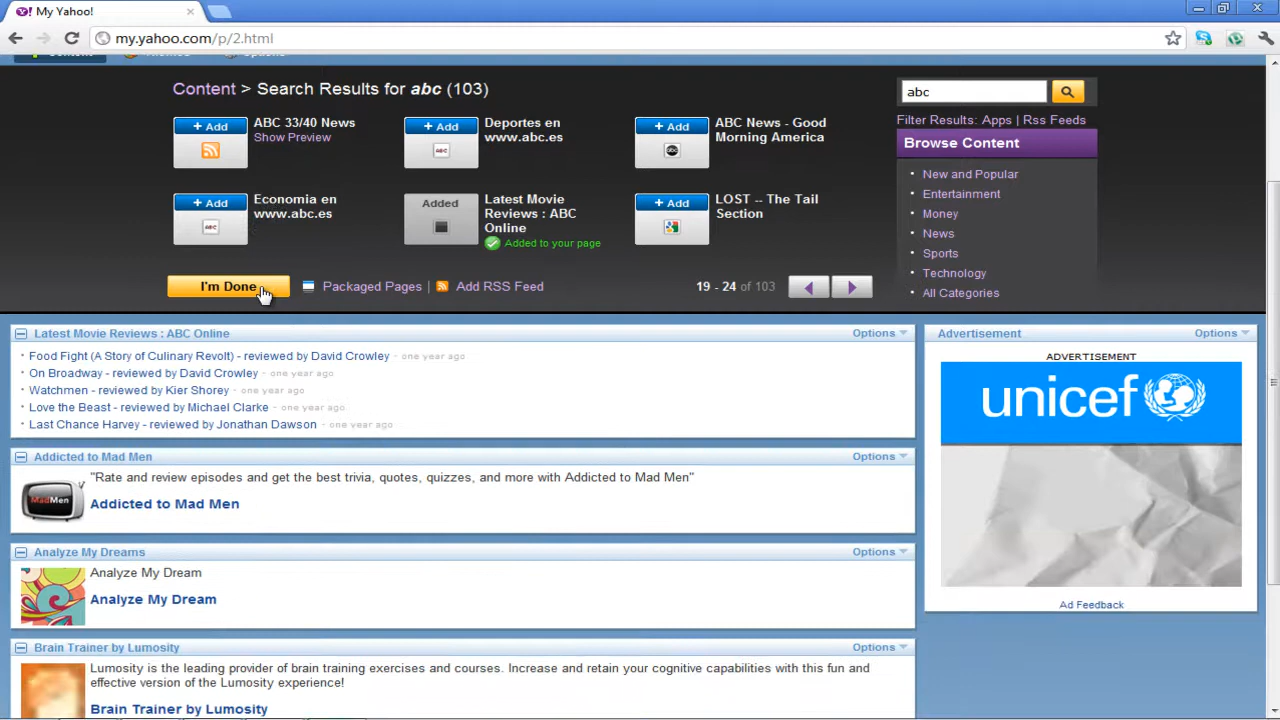 My Yahoo!
my.yahoo.com/p/2.html
Content > Search Results for abc (103)
abc
Filter Results: Apps | Rss Feeds
+ Add
ABC 33/40 News
Show Preview
+ Add
ABC
Deportes en
www.abc.es
+ Add
abc
ABC News - Good
Morning America
Browse Content
New and Popular
Entertainment
Money
News
Sports
Technology
All Categories
+ Add
ABC
Economia en
www.abc.es
Added
Latest Movie
Reviews : ABC
Online
Added to your page
+ Add
LOST -- The Tail
Section
I'm Done
Packaged Pages | Add RSS Feed
19 - 24 of 103
Latest Movie Reviews : ABC Online
Options
Food Fight (A Story of Culinary Revolt) - reviewed by David Crowley - one year ago
On Broadway - reviewed by David Crowley - one year ago
Watchmen - reviewed by Kier Shorey - one year ago
Love the Beast - reviewed by Michael Clarke - one year ago
Last Chance Harvey - reviewed by Jonathan Dawson - one year ago
Advertisement
Options
ADVERTISEMENT
unicef
Ad Feedback
Addicted to Mad Men
Options
"Rate and review episodes and get the best trivia, quotes, quizzes, and more with Addicted to Mad Men"
MadMen
Addicted to Mad Men
Analyze My Dreams
Options
Analyze My Dream
Analyze My Dream
Brain Trainer by Lumosity
Options
Lumosity is the leading provider of brain training exercises and courses. Increase and retain your cognitive capabilities with this fun and
effective version of the Lumosity experience!
Brain Trainer by Lumosity